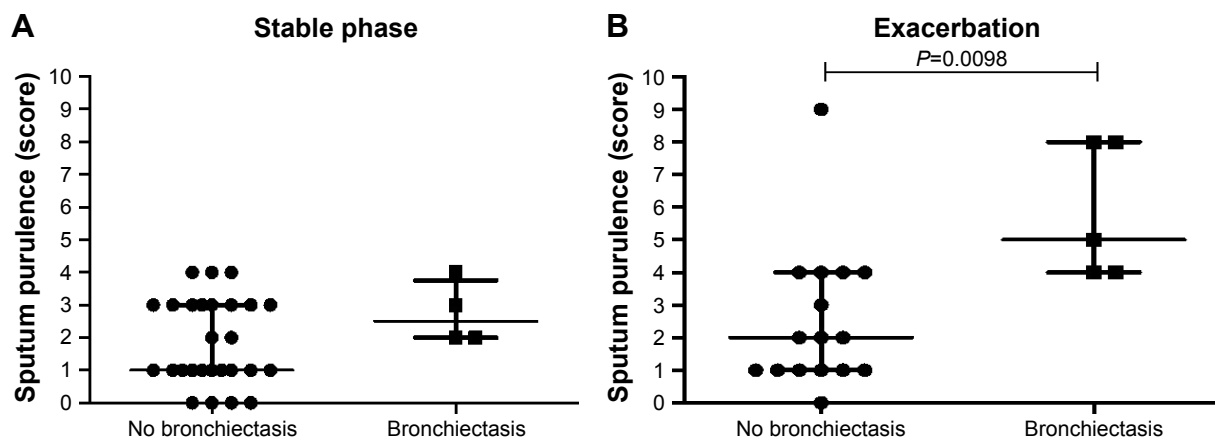 A
Stable phase
Sputum purulence (score)
10
9
8
7
6
5
4
3
2
1
0
No bronchiectasis
Bronchiectasis
B
Exacerbation
P=0.0098
Sputum purulence (score)
10
9
8
7
6
5
4
3
2
1
0
No bronchiectasis
Bronchiectasis